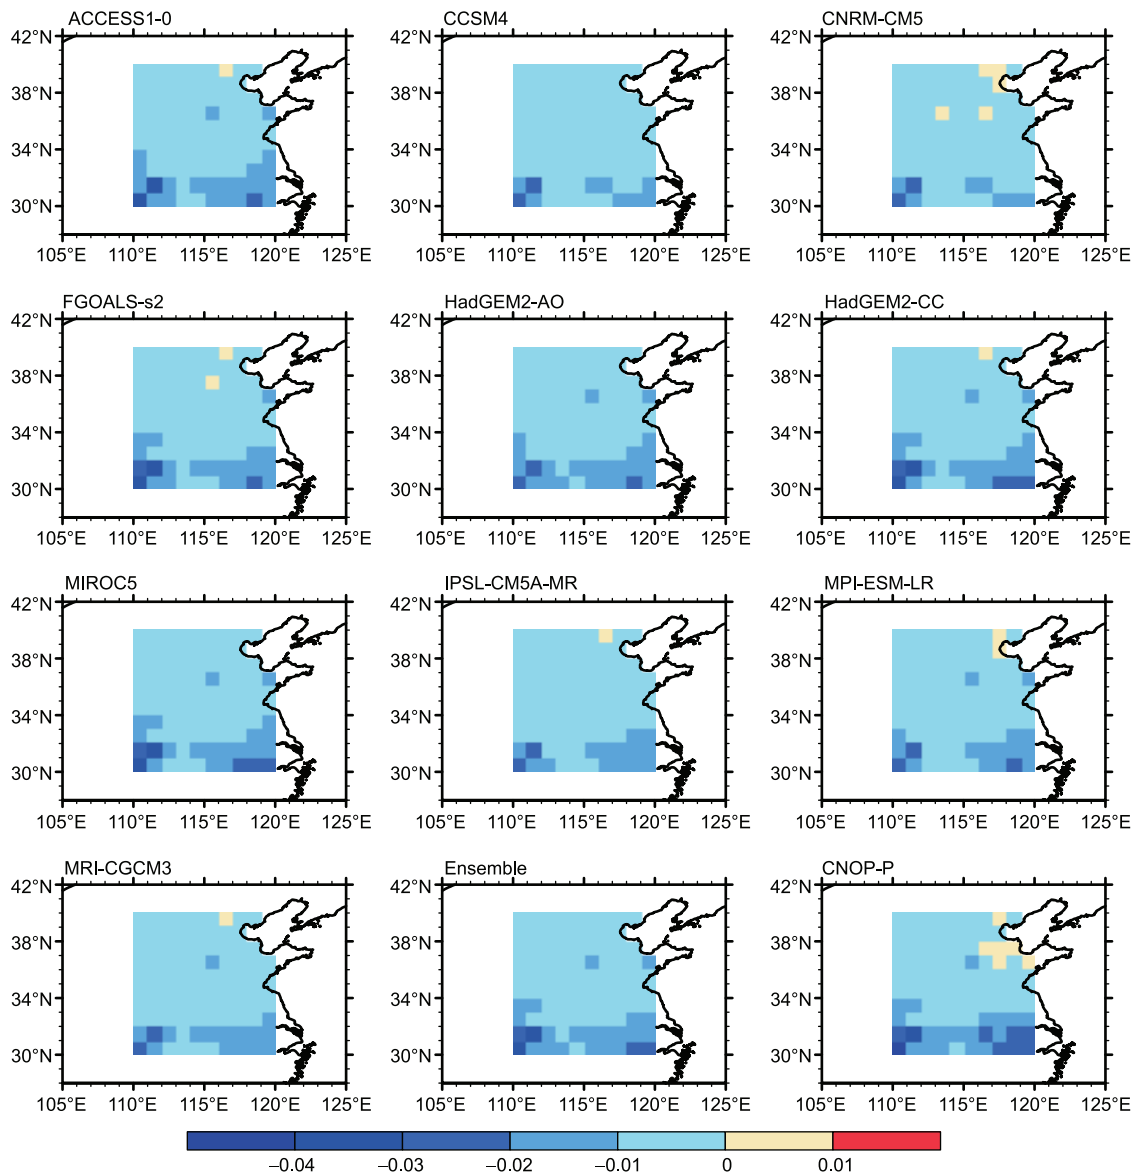 ACCESS1-0 CCSM4 CNRM-CM5
42°N 42°N 42°N
38°N 38°N 38°N
34°N 34°N 34°N
30°N 30°N 30°N
105°E 110°E 115°E 120°E 125°E 105°E 110°E 115°E 120°E 125°E 105°E 110°E 115°E 120°E 125°E
FGOALS-s2 HadGEM2-AO HadGEM2-CC
42°N 42°N 42°N
38°N 38°N 38°N
34°N 34°N 34°N
30°N 30°N 30°N
105°E 110°E 115°E 120°E 125°E 105°E 110°E 115°E 120°E 125°E 105°E 110°E 115°E 120°E 125°E
MIROC5 IPSL-CM5A-MR MPI-ESM-LR
42°N 42°N 42°N
38°N 38°N 38°N
34°N 34°N 34°N
30°N 30°N 30°N
105°E 110°E 115°E 120°E 125°E 105°E 110°E 115°E 120°E 125°E 105°E 110°E 115°E 120°E 125°E
MRI-CGCM3 Ensemble CNOP-P
42°N 42°N 42°N
38°N 38°N 38°N
34°N 34°N 34°N
30°N 30°N 30°N
105°E 110°E 115°E 120°E 125°E 105°E 110°E 115°E 120°E 125°E 105°E 110°E 115°E 120°E 125°E
−0.04 −0.03 −0.02 −0.01 0 0.01